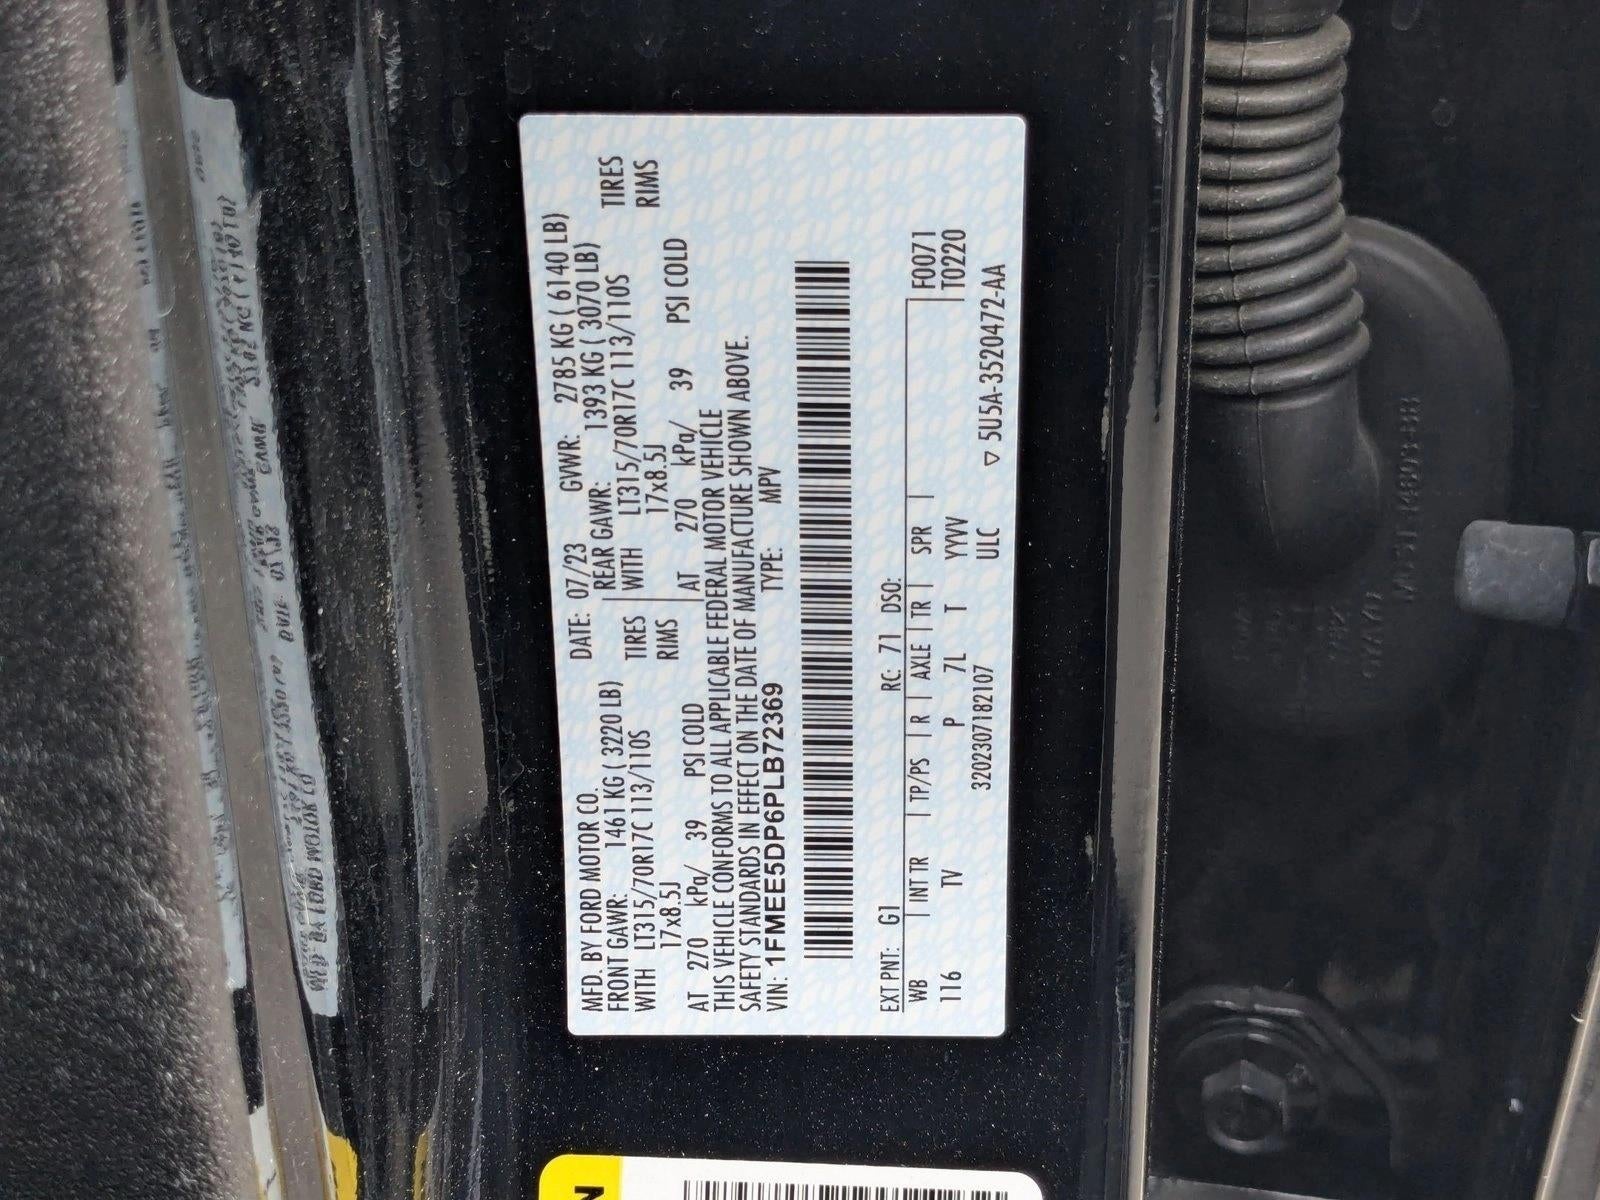 MFD. BY FORD MOTOR CO. DATE: 07/23 GVWR: 2785 KG ( 6140 LB)
FRONT GAWR: 1461 KG ( 3220 LB) REAR GAWR: 1393 KG ( 3070 LB)
WITH LT315/70R17C 113/110S TIRES WITH LT315/70R17C 113/110S TIRES
17x8.5J RIMS 17x8.5J RIMS
AT 270 kPa/ 39 PSI COLD AT 270 kPa/ 39 PSI COLD
THIS VEHICLE CONFORMS TO ALL APPLICABLE FEDERAL MOTOR VEHICLE
SAFETY STANDARDS IN EFFECT ON THE DATE OF MANUFACTURE SHOWN ABOVE.
VIN: 1FMEE5DP6PLB72369 TYPE: MPV
EXT PNT: G1 RC: 71 DSO:
WB INT TR TP/PS R AXLE TR SPR F0071
116 TV P 7L T YYVV T0220
ULC
3202307182107 ▽ 5U5A-3520472-AA
N